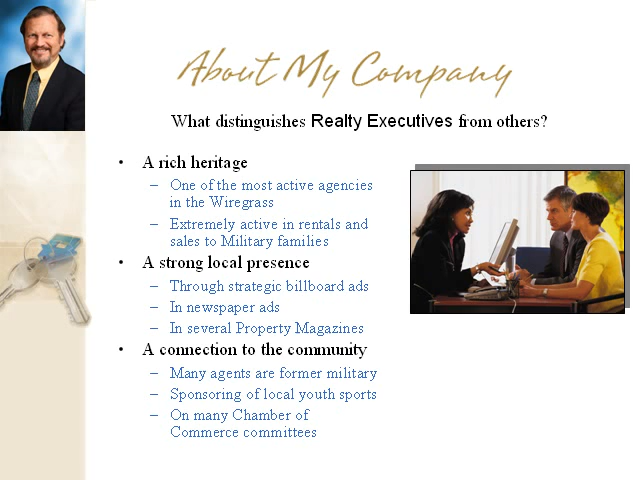 About My Company
What distinguishes Realty Executives from others?
• A rich heritage
– One of the most active agencies
in the Wiregrass
– Extremely active in rentals and
sales to Military families
• A strong local presence
– Through strategic billboard ads
– In newspaper ads
– In several Property Magazines
• A connection to the community
– Many agents are former military
– Sponsoring of local youth sports
– On many Chamber of
Commerce committees